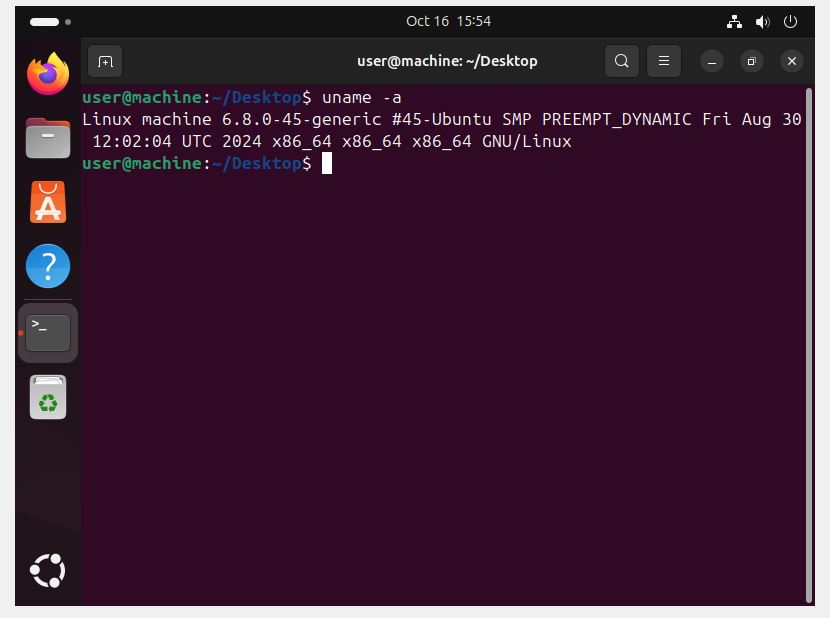 Oct 16 15:54
user@machine: ~/Desktop
user@machine:~/Desktop$ uname -a
Linux machine 6.8.0-45-generic #45-Ubuntu SMP PREEMPT_DYNAMIC Fri Aug 30
12:02:04 UTC 2024 x86_64 x86_64 x86_64 GNU/Linux
user@machine:~/Desktop$